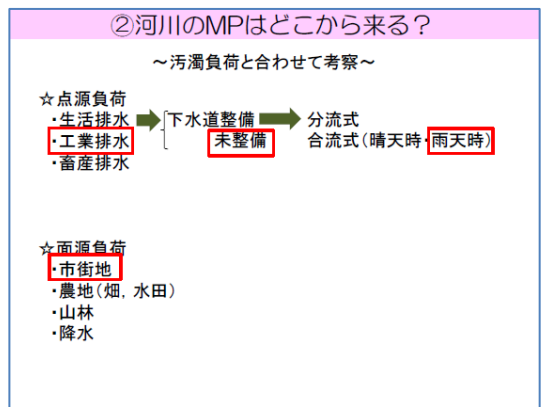 ②河川のMPはどこから来る？
～汚濁負荷と合わせて考察～
☆点源負荷
・生活排水 下水道整備 分流式
・工業排水 未整備 合流式（晴天時・雨天時）
・畜産排水
☆面源負荷
・市街地
・農地（畑，水田）
・山林
・降水